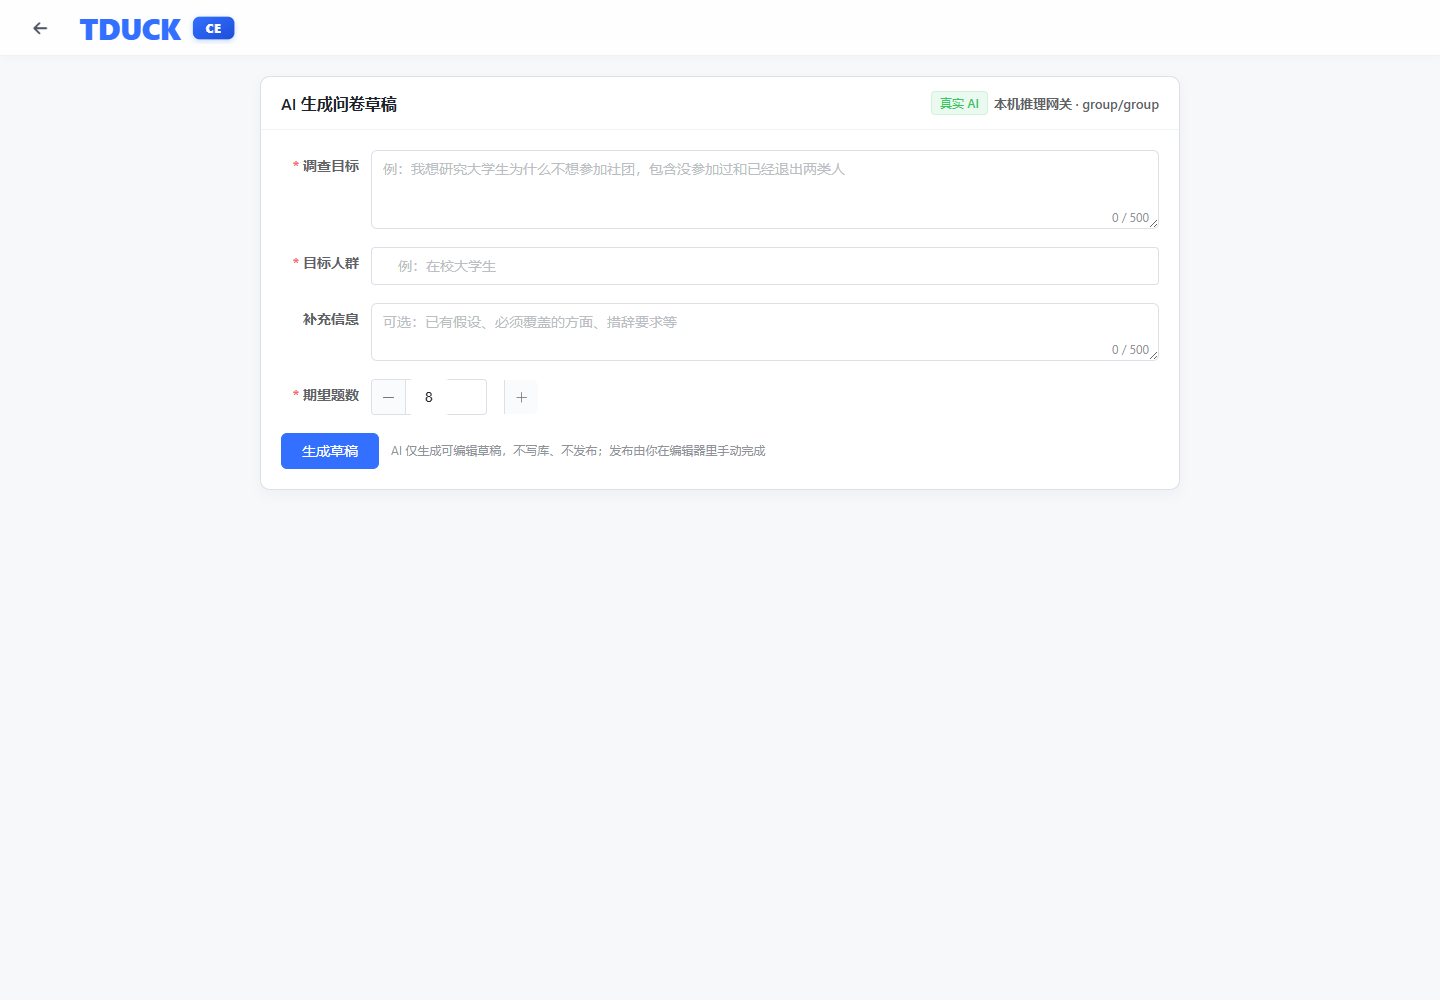 TDUCK CE
AI 生成问卷草稿
真实 AI 本机推理网关 · group/group
* 调查目标
例：我想研究大学生为什么不想参加社团，包含没参加过和已经退出两类人
0 / 500
* 目标人群
例：在校大学生
补充信息
可选：已有假设、必须覆盖的方面、措辞要求等
0 / 500
* 期望题数
8
生成草稿 AI 仅生成可编辑草稿，不写库、不发布；发布由你在编辑器里手动完成